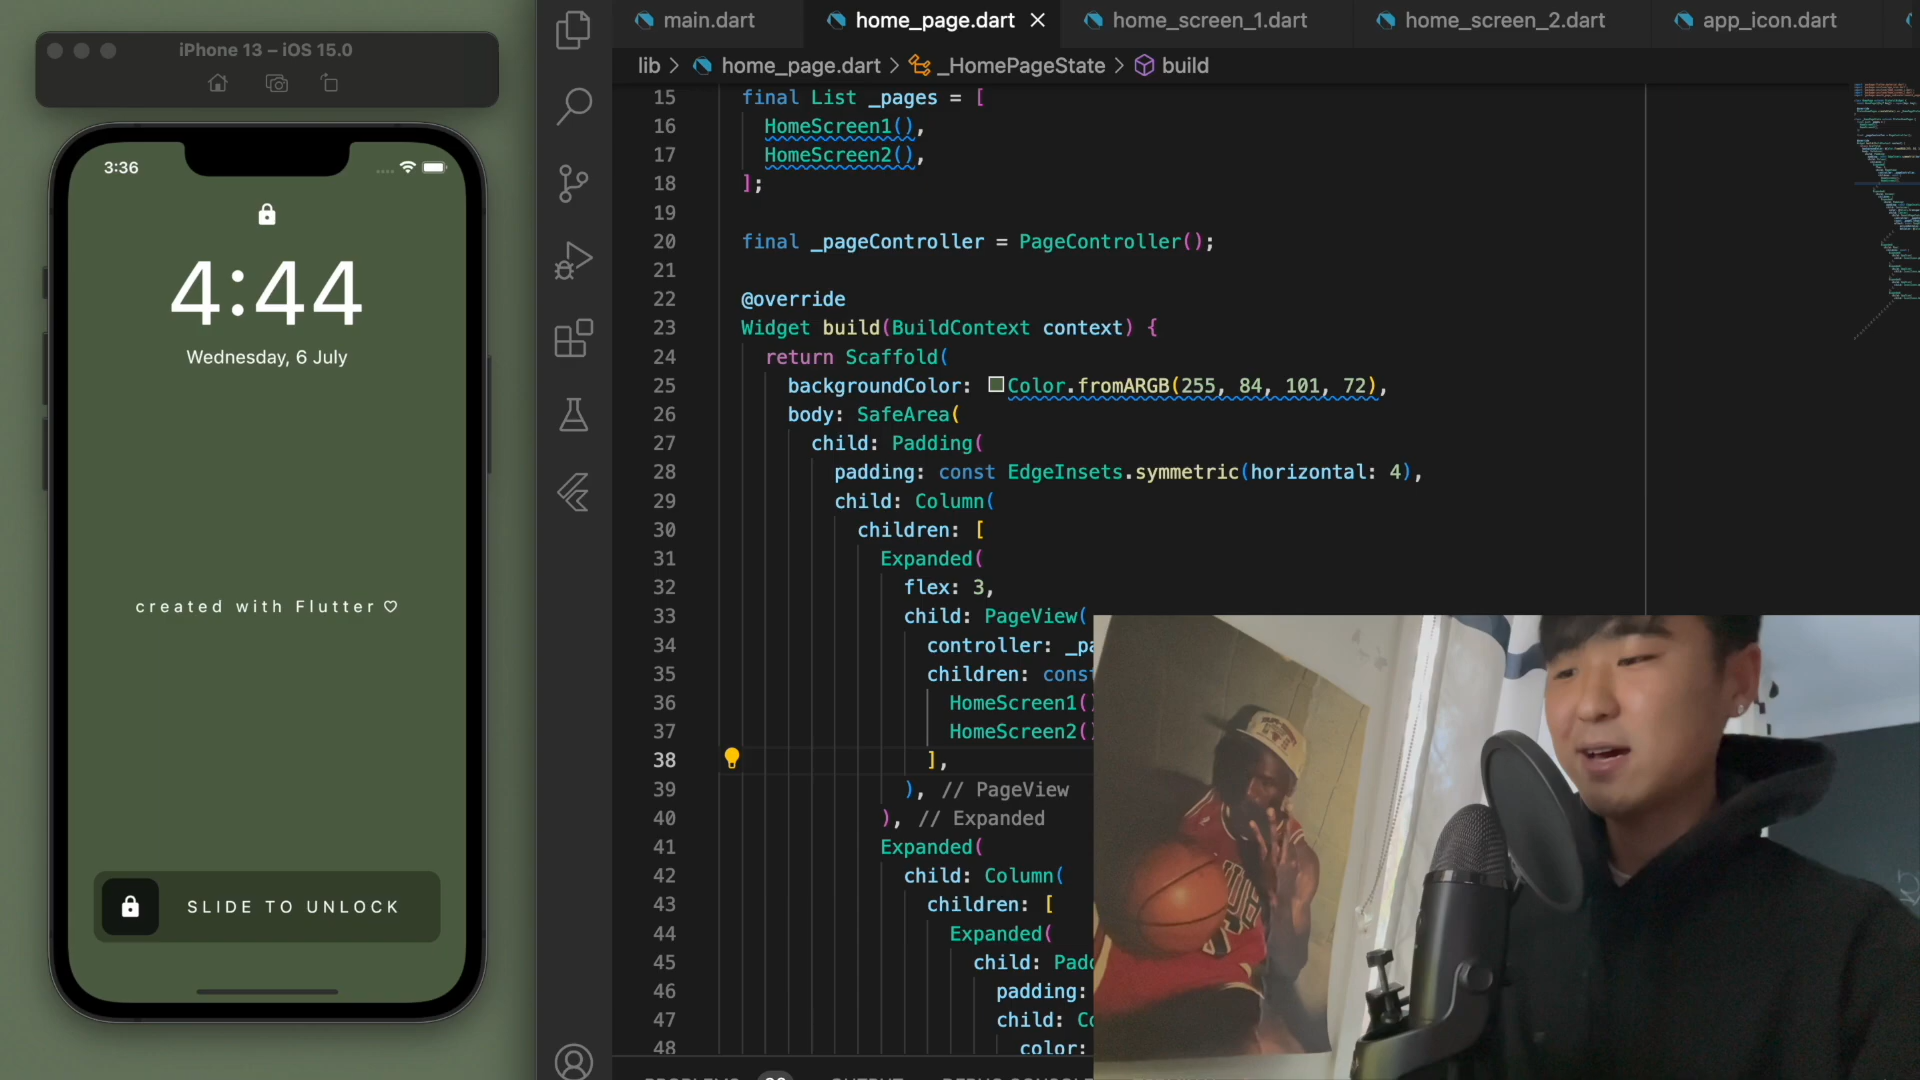 iPhone 13 – iOS 15.0
3:36
4:44
Wednesday, 6 July
created with Flutter ♡
SLIDE TO UNLOCK
main.dart
home_page.dart
home_screen_1.dart
home_screen_2.dart
app_icon.dart
lib > home_page.dart > _HomePageState > build
15 final List _pages = [
16 HomeScreen1(),
17 HomeScreen2(),
18 ];
19
20 final _pageController = PageController();
21
22 @override
23 Widget build(BuildContext context) {
24 return Scaffold(
25 backgroundColor: Color.fromARGB(255, 84, 101, 72),
26 body: SafeArea(
27 child: Padding(
28 padding: const EdgeInsets.symmetric(horizontal: 4),
29 child: Column(
30 children: [
31 Expanded(
32 flex: 3,
33 child: PageView(
34 controller: _pa
35 children: cons
36 HomeScreen1()
37 HomeScreen2()
38 ],
39 ), // PageView
40 ), // Expanded
41 Expanded(
42 child: Column(
43 children: [
44 Expanded(
45 child: Padd
46 padding:
47 child: Co
48 color: